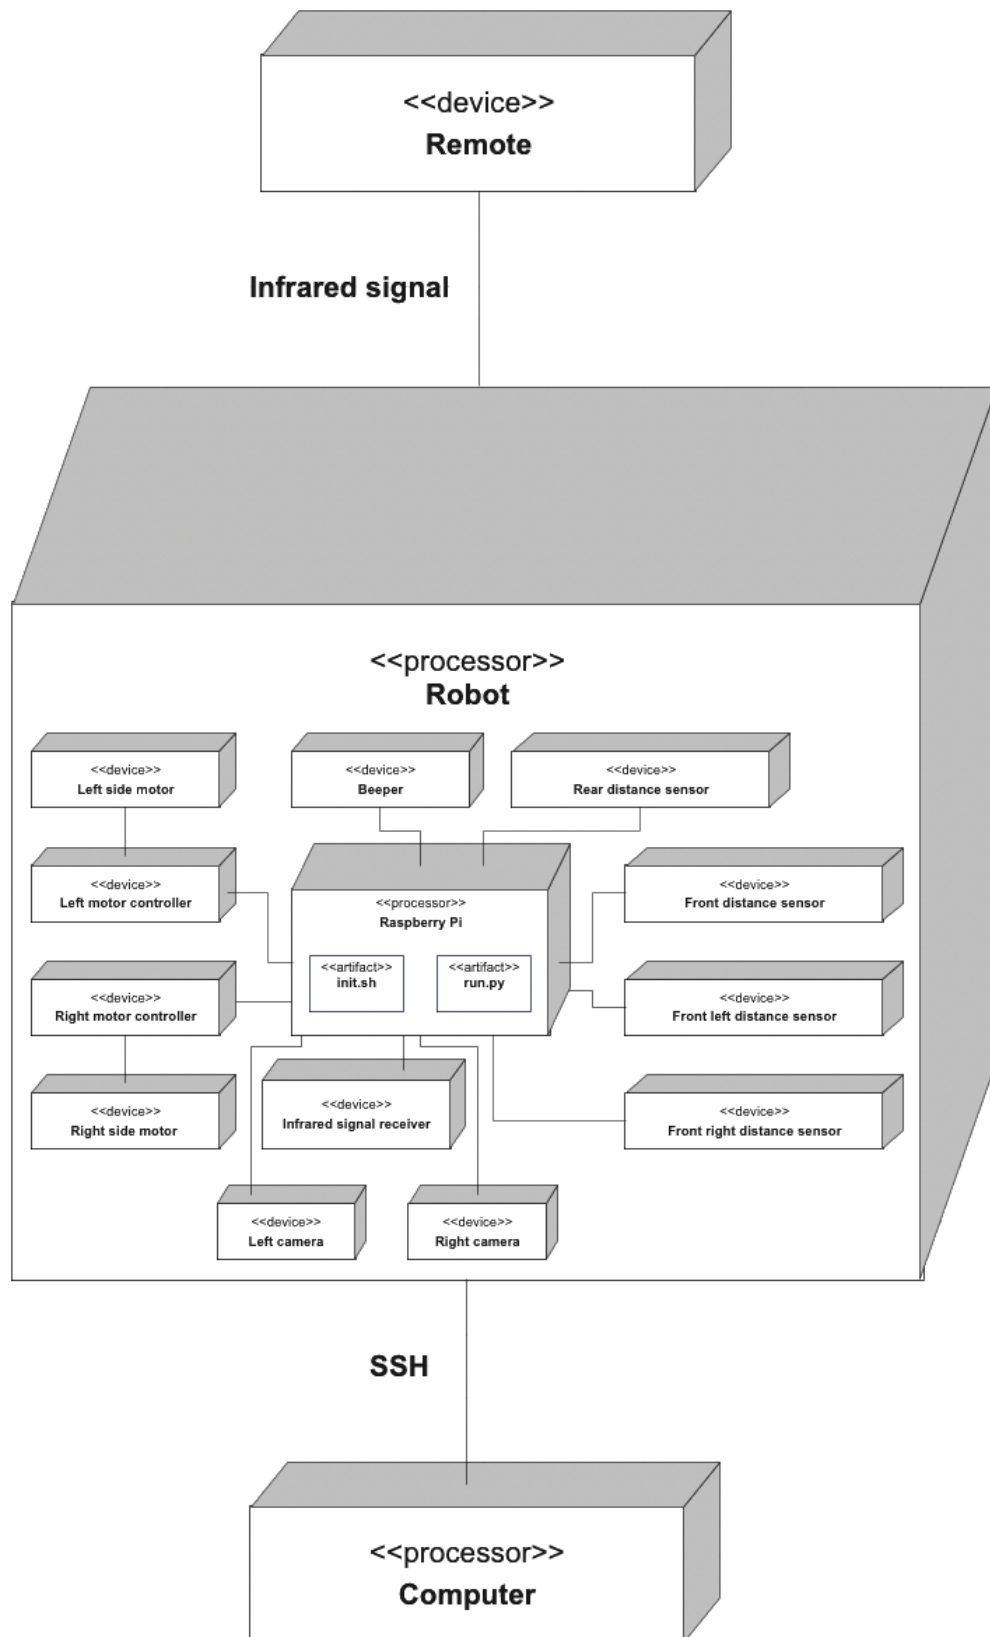 <<device>>
Remote
Infrared signal
<<processor>>
Robot
<<device>>
Left side motor
<<device>>
Beeper
<<device>>
Rear distance sensor
<<device>>
Left motor controller
<<processor>>
Raspberry Pi
<<device>>
Front distance sensor
<<artifact>>
init.sh
<<artifact>>
run.py
<<device>>
Right motor controller
<<device>>
Front left distance sensor
<<device>>
Right side motor
<<device>>
Infrared signal receiver
<<device>>
Front right distance sensor
<<device>>
Left camera
<<device>>
Right camera
SSH
<<processor>>
Computer